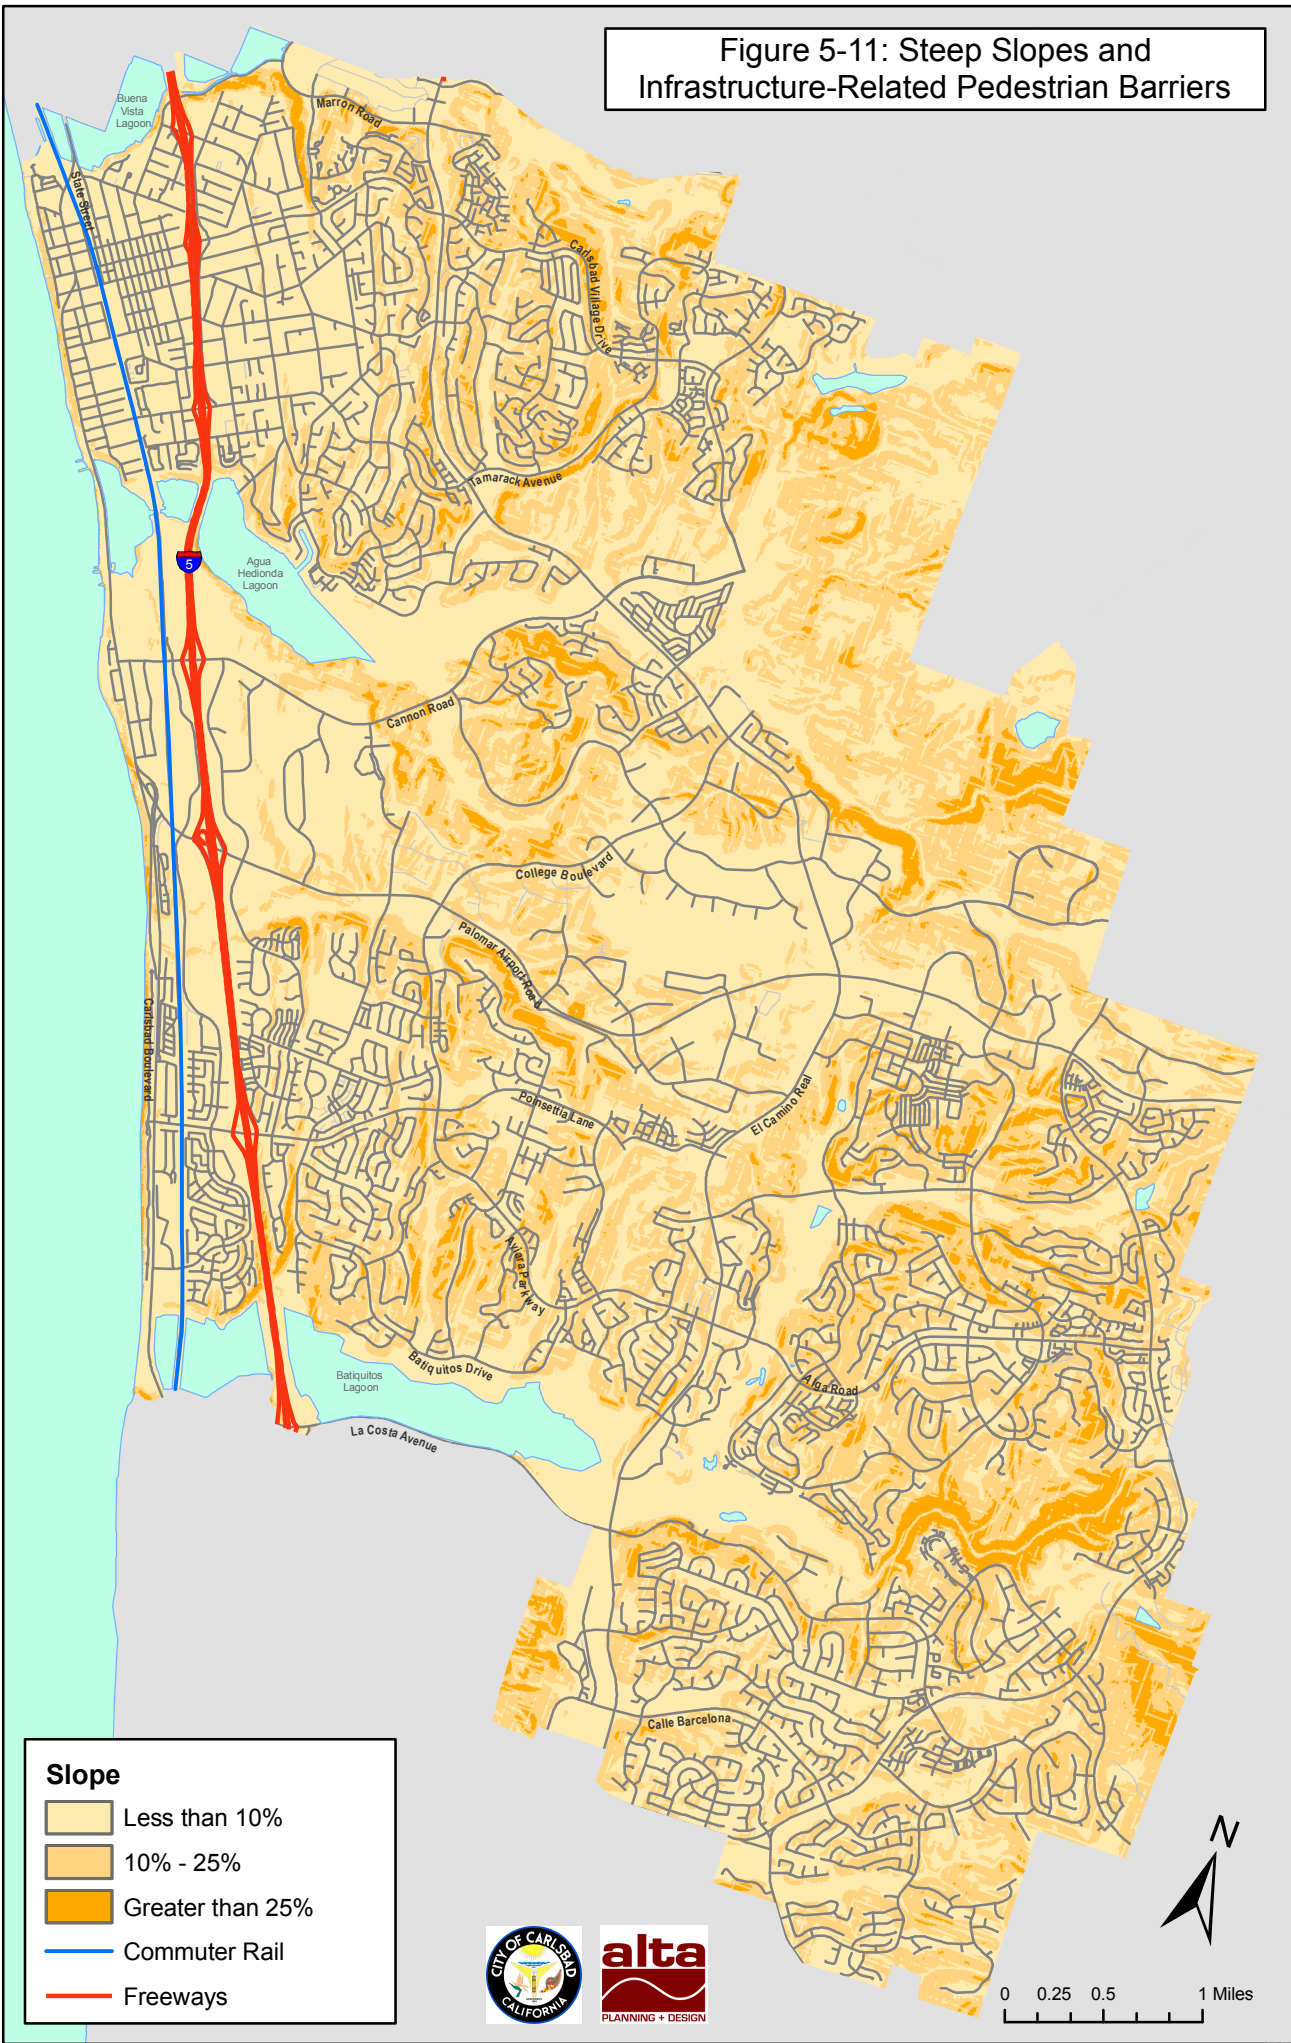 Figure 5-11: Steep Slopes and
Infrastructure-Related Pedestrian Barriers
Buena
Vista
Lagoon
Marron Road
State Street
Carlsbad Village Drive
Tamarack Avenue
5
Agua
Hedionda
Lagoon
Cannon Road
College Boulevard
Palomar Airport Road
Carlsbad Boulevard
Poinsettia Lane
El Camino Real
Aviara Parkway
Batiquitos Drive
Batiquitos
Lagoon
Alga Road
La Costa Avenue
Calle Barcelona
Slope
Less than 10%
10% - 25%
Greater than 25%
Commuter Rail
Freeways
CITY OF CARLSBAD
CALIFORNIA
alta
PLANNING + DESIGN
N
0 0.25 0.5 1 Miles